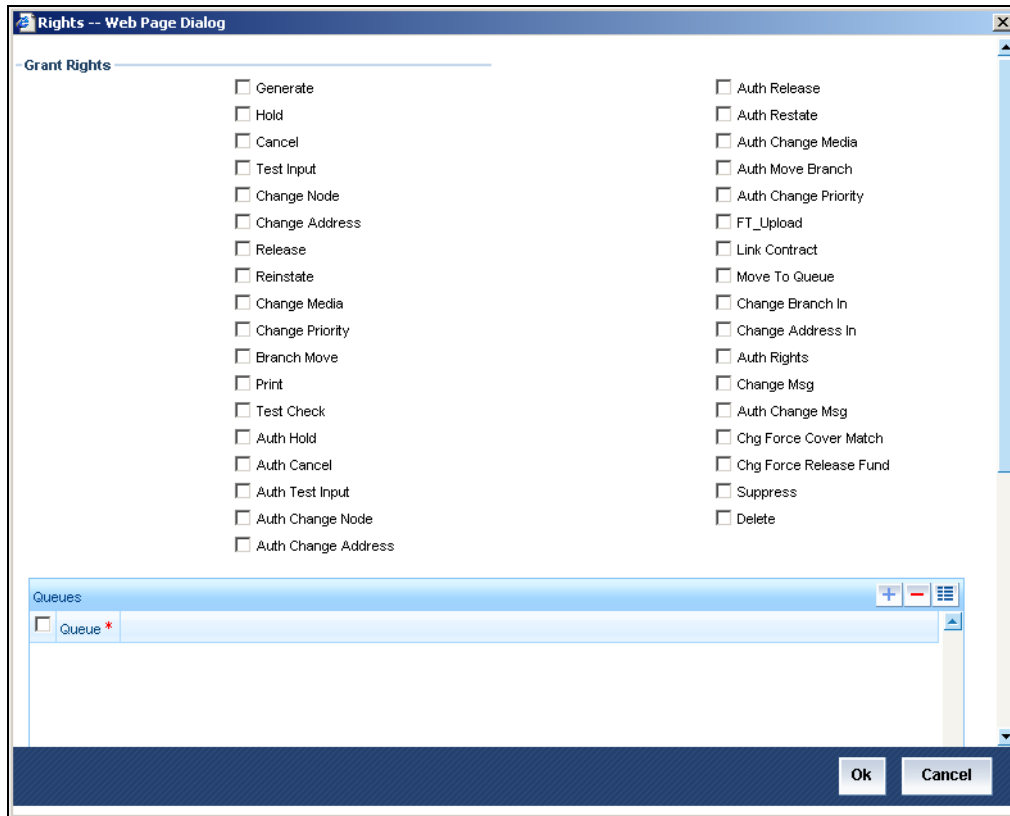 Rights -- Web Page Dialog
Grant Rights
Generate
Hold
Cancel
Test Input
Change Node
Change Address
Release
Reinstate
Change Media
Change Priority
Branch Move
Print
Test Check
Auth Hold
Auth Cancel
Auth Test Input
Auth Change Node
Auth Change Address
Auth Release
Auth Restate
Auth Change Media
Auth Move Branch
Auth Change Priority
FT_Upload
Link Contract
Move To Queue
Change Branch In
Change Address In
Auth Rights
Change Msg
Auth Change Msg
Chg Force Cover Match
Chg Force Release Fund
Suppress
Delete
Queues
Queue *
Ok
Cancel